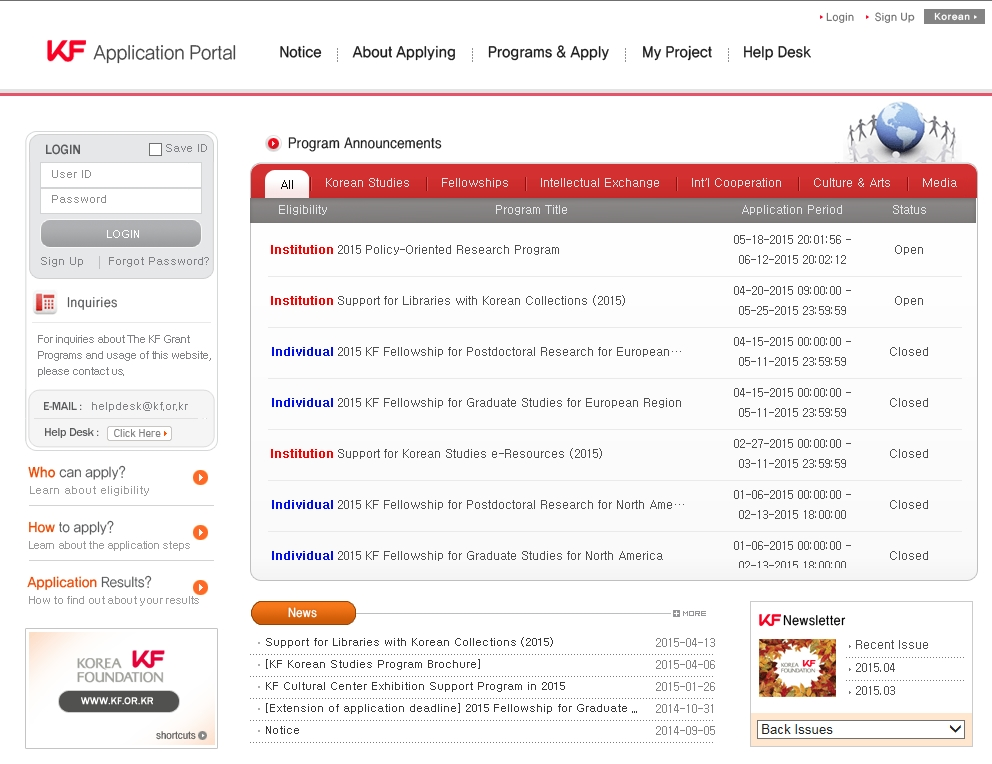 Login
Sign Up
Korean
KF Application Portal
Notice
About Applying
Programs & Apply
My Project
Help Desk
LOGIN
Save ID
User ID
Password
LOGIN
Sign Up
Forgot Password?
Inquiries
For inquiries about The KF Grant
Programs and usage of this website,
please contact us,
E-MAIL : helpdesk@kf,or,kr
Help Desk : Click Here
Who can apply?
Learn about eligibility
How to apply?
Learn about the application steps
Application Results?
How to find out about your results
KOREA KF
FOUNDATION
WWW.KF.OR.KR
shortcuts
Program Announcements
All
Korean Studies
Fellowships
Intellectual Exchange
Int'l Cooperation
Culture & Arts
Media
Eligibility
Program Title
Application Period
Status
Institution 2015 Policy-Oriented Research Program
05-18-2015 20:01:56 -
06-12-2015 20:02:12
Open
Institution Support for Libraries with Korean Collections (2015)
04-20-2015 09:00:00 -
05-25-2015 23:59:59
Open
Individual 2015 KF Fellowship for Postdoctoral Research for European···
04-15-2015 00:00:00 -
05-11-2015 23:59:59
Closed
Individual 2015 KF Fellowship for Graduate Studies for European Region
04-15-2015 00:00:00 -
05-11-2015 23:59:59
Closed
Institution Support for Korean Studies e-Resources (2015)
02-27-2015 00:00:00 -
03-11-2015 23:59:59
Closed
Individual 2015 KF Fellowship for Postdoctoral Research for North Ame···
01-06-2015 00:00:00 -
02-13-2015 18:00:00
Closed
Individual 2015 KF Fellowship for Graduate Studies for North America
01-06-2015 00:00:00 -
02-13-2015 18:00:00
Closed
News
MORE
Support for Libraries with Korean Collections (2015) 2015-04-13
[KF Korean Studies Program Brochure] 2015-04-06
KF Cultural Center Exhibition Support Program in 2015 2015-01-26
[Extension of application deadline] 2015 Fellowship for Graduate ... 2014-10-31
Notice 2014-09-05
KF Newsletter
KOREA KF
FOUNDATION
Recent Issue
2015.04
2015.03
Back Issues